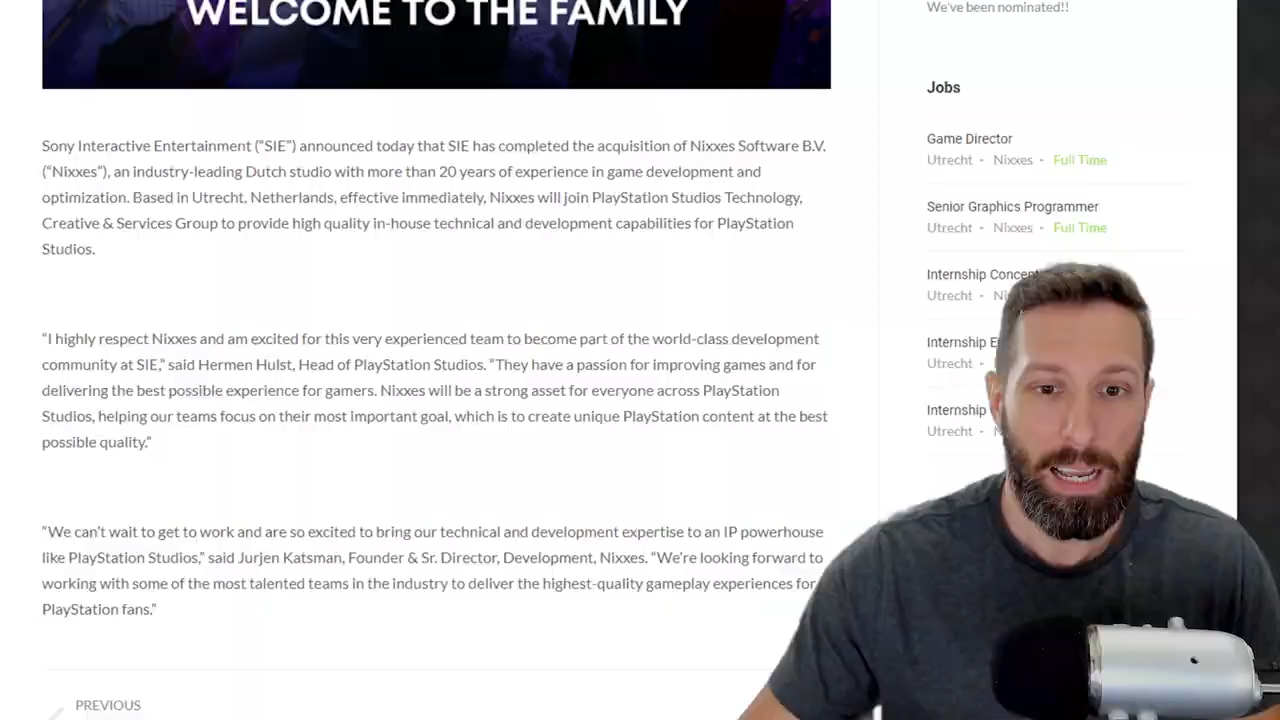 WELCOME TO THE FAMILY
Sony Interactive Entertainment (“SIE”) announced today that SIE has completed the acquisition of Nixxes Software B.V.
(“Nixxes”), an industry-leading Dutch studio with more than 20 years of experience in game development and
optimization. Based in Utrecht, Netherlands, effective immediately, Nixxes will join PlayStation Studios Technology,
Creative & Services Group to provide high quality in-house technical and development capabilities for PlayStation
Studios.
“I highly respect Nixxes and am excited for this very experienced team to become part of the world-class development
community at SIE,” said Hermen Hulst, Head of PlayStation Studios. “They have a passion for improving games and for
delivering the best possible experience for gamers. Nixxes will be a strong asset for everyone across PlayStation
Studios, helping our teams focus on their most important goal, which is to create unique PlayStation content at the best
possible quality.”
“We can’t wait to get to work and are so excited to bring our technical and development expertise to an IP powerhouse
like PlayStation Studios,” said Jurjen Katsman, Founder & Sr. Director, Development, Nixxes. “We’re looking forward to
working with some of the most talented teams in the industry to deliver the highest-quality gameplay experiences for
PlayStation fans.”
PREVIOUS
We’ve been nominated!!
Jobs
Game Director
Utrecht - Nixxes - Full Time
Senior Graphics Programmer
Utrecht - Nixxes - Full Time
Internship
Utrecht -
Internship
Utrecht -
Internship
Utrecht -